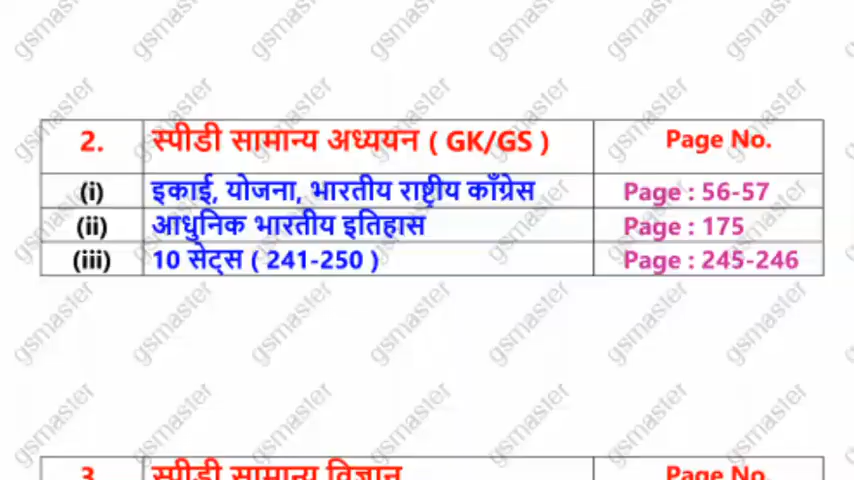 2. स्पीडी सामान्य अध्ययन ( GK/GS ) Page No.
(i) इकाई, योजना, भारतीय राष्ट्रीय काँग्रेस Page : 56-57
(ii) आधुनिक भारतीय इतिहास Page : 175
(iii) 10 सेट्स ( 241-250 ) Page : 245-246
3. स्पीडी सामान्य विज्ञान Page No.
gsmaster